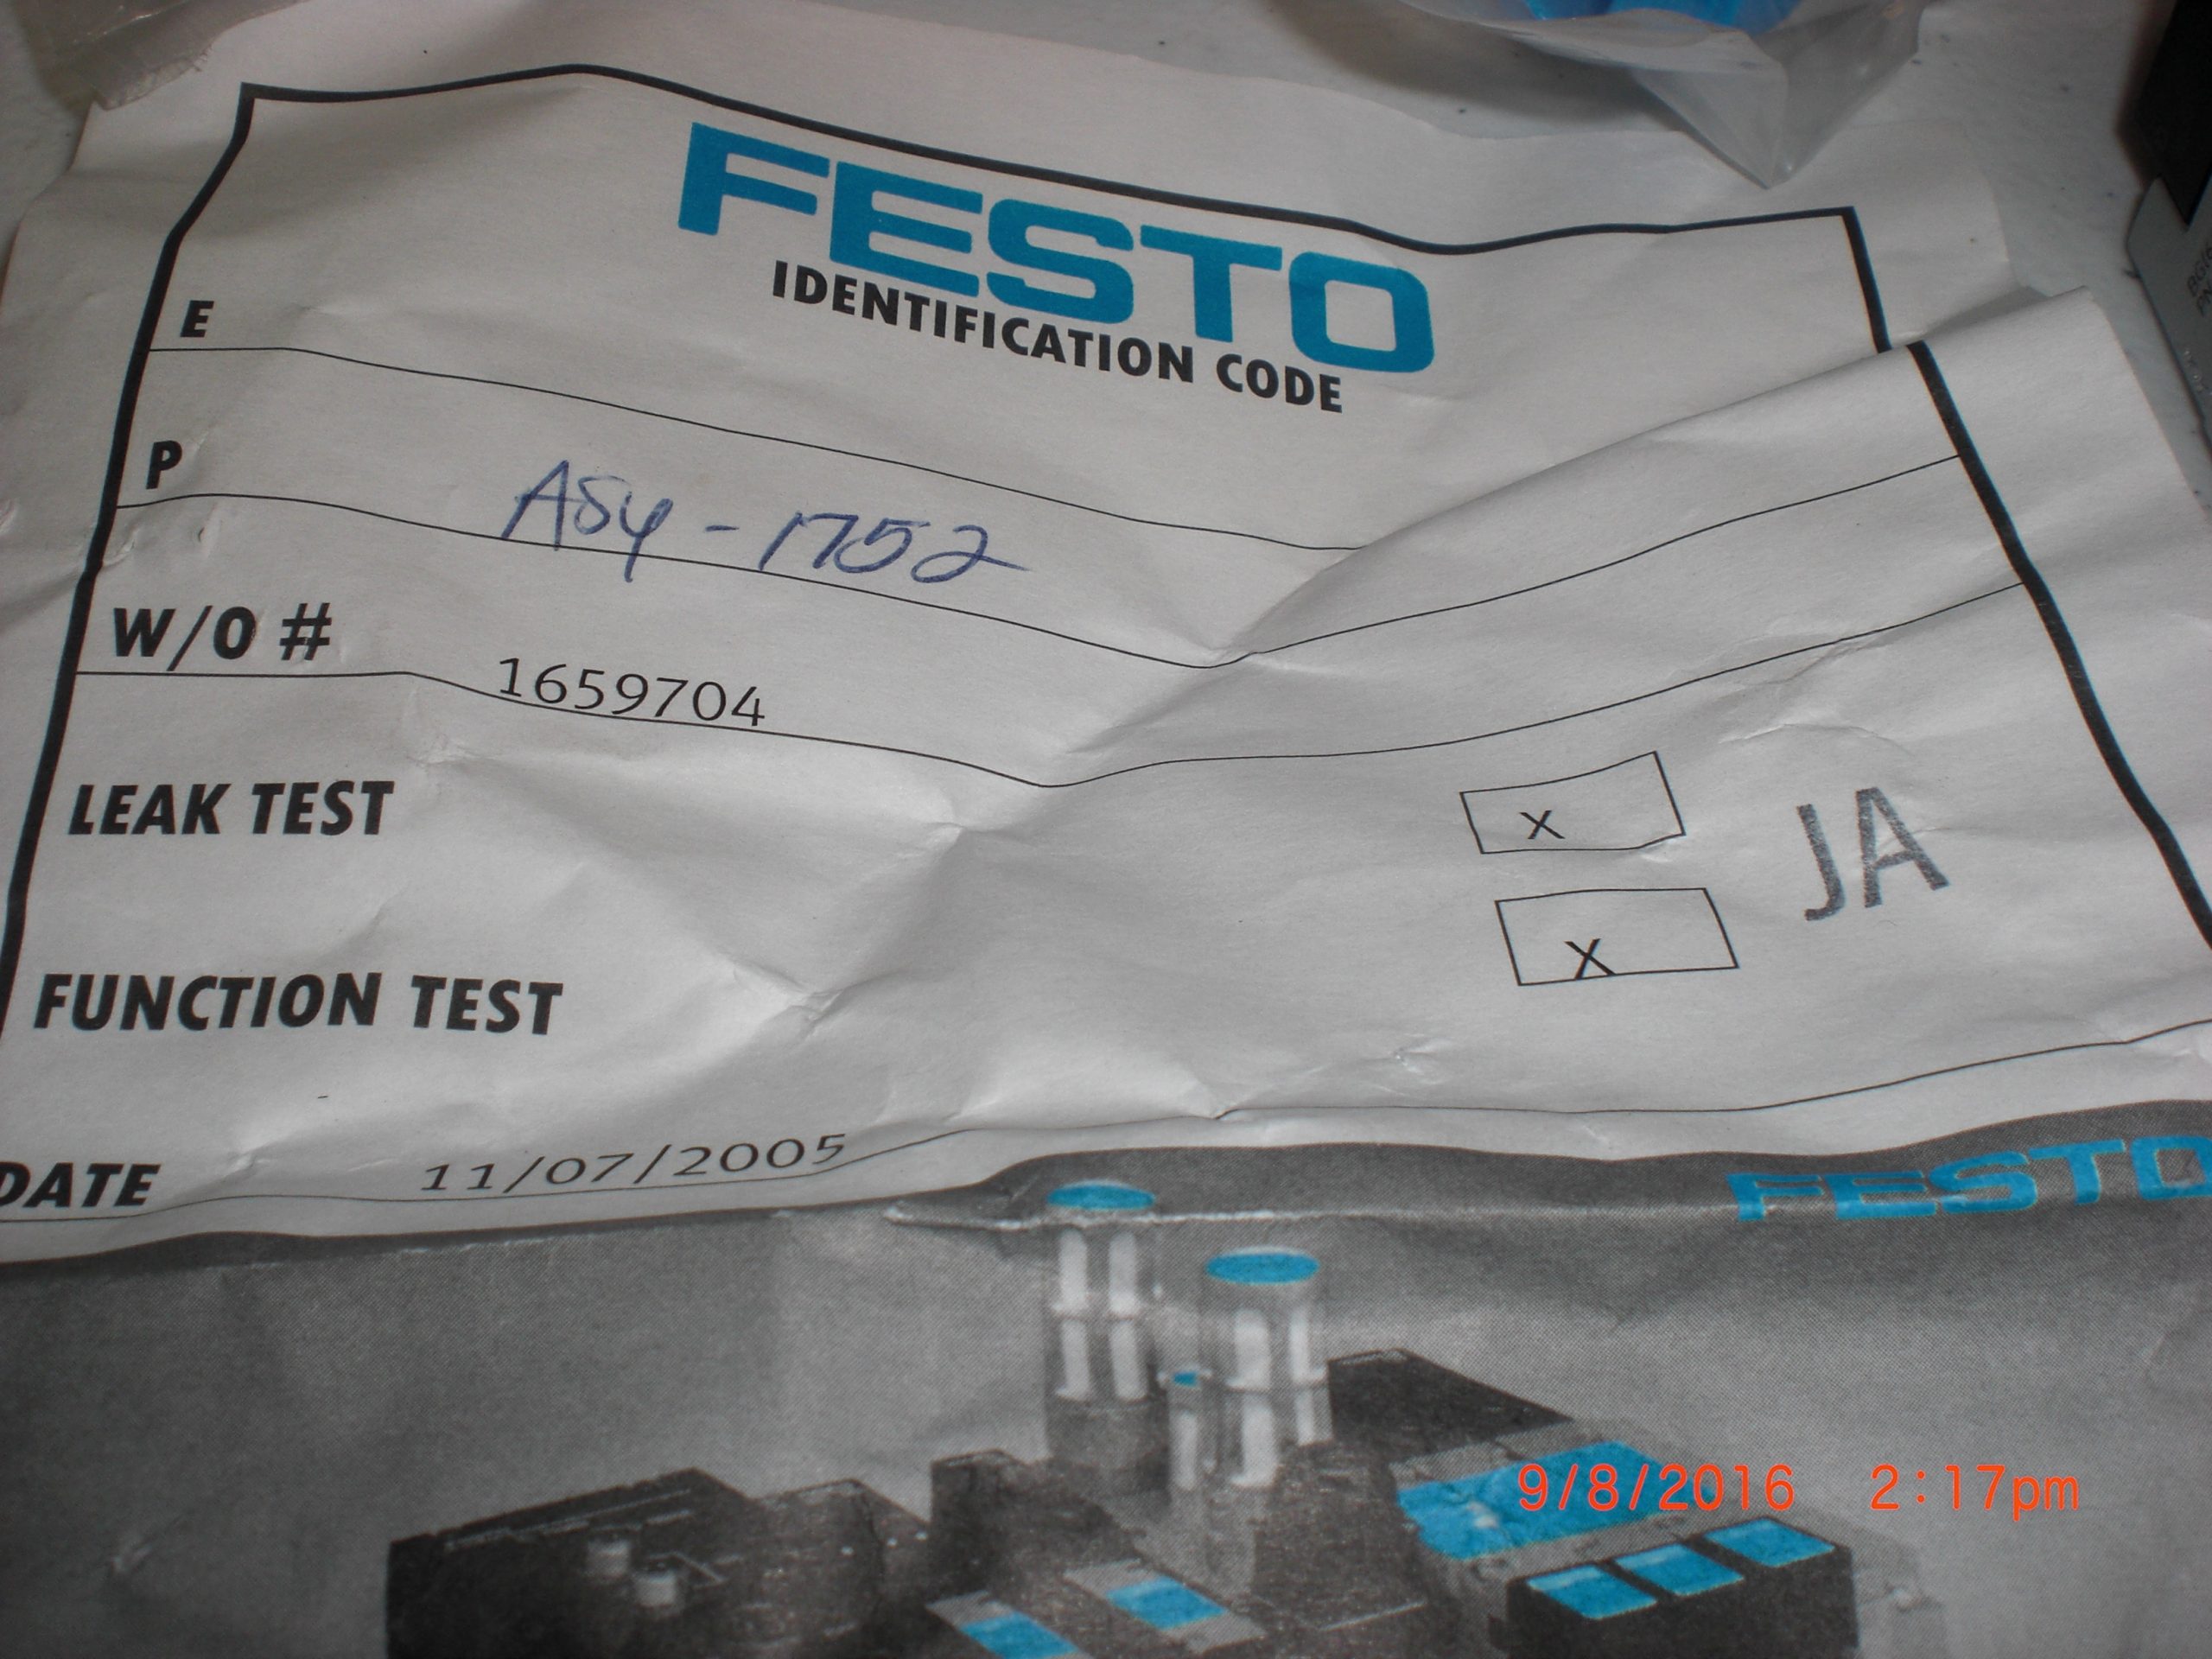 FESTO
IDENTIFICATION CODE
E
P ASy - 1752
W/O # 1659704
LEAK TEST X
JA
FUNCTION TEST X
DATE 11/07/2005
FESTO
9/8/2016 2:17pm